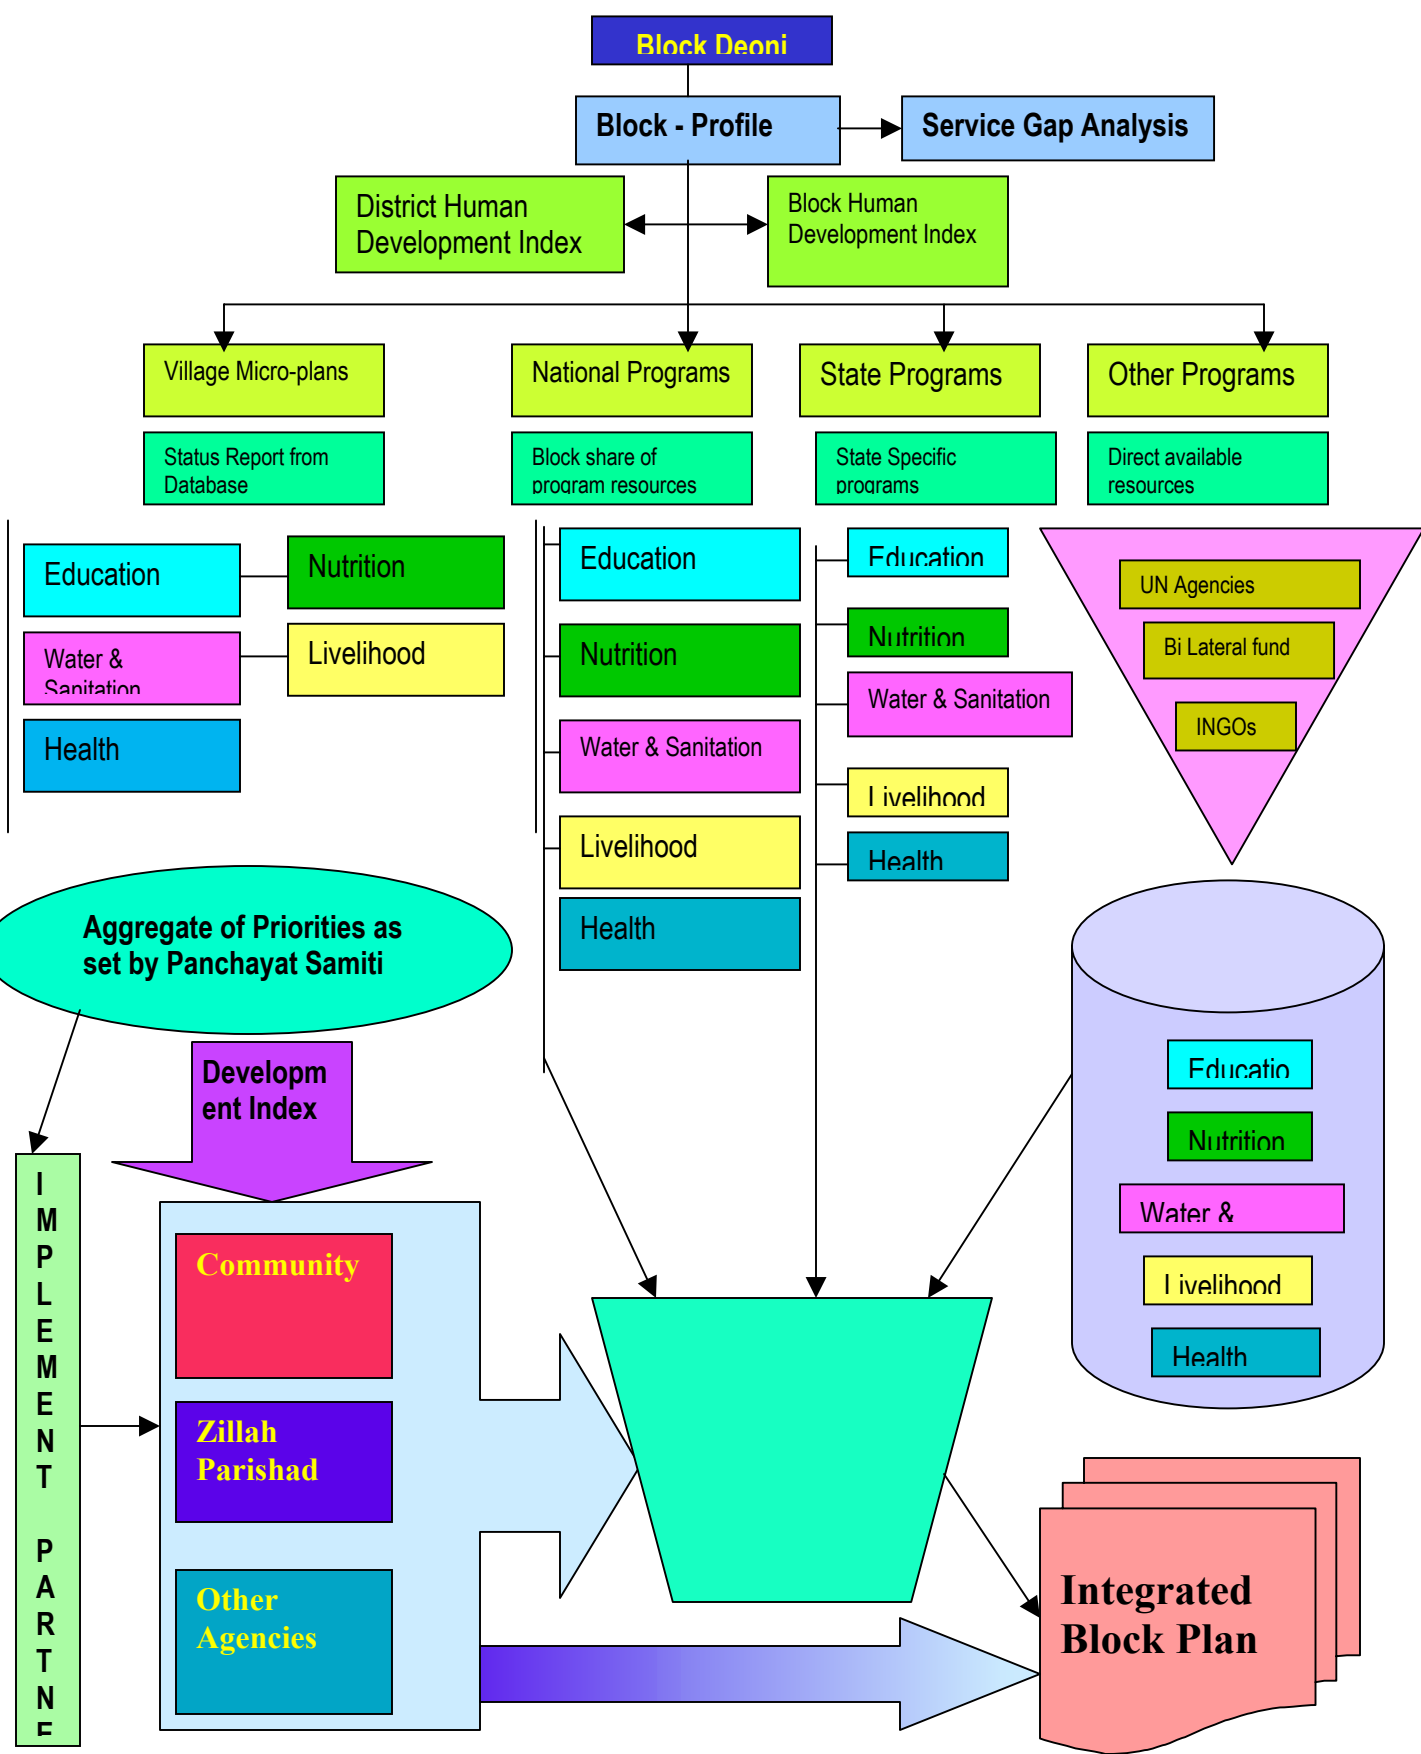 Block Deoni
Block - Profile
Service Gap Analysis
District Human
Development Index
Block Human
Development Index
Village Micro-plans
National Programs
State Programs
Other Programs
Status Report from
Database
Block share of
program resources
State Specific
programs
Direct available
resources
Education
Nutrition
Water &
Sanitation
Livelihood
Health
Education
Nutrition
Water & Sanitation
Livelihood
Health
Education
Nutrition
Water & Sanitation
Livelihood
Health
UN Agencies
Bi Lateral fund
INGOs
Aggregate of Priorities as
set by Panchayat Samiti
Developm
ent Index
Educatio
Nutrition
Water &
Livelihood
Health
I
M
P
L
E
M
E
N
T
P
A
R
T
N
E
Community
Zillah
Parishad
Other
Agencies
Integrated
Block Plan